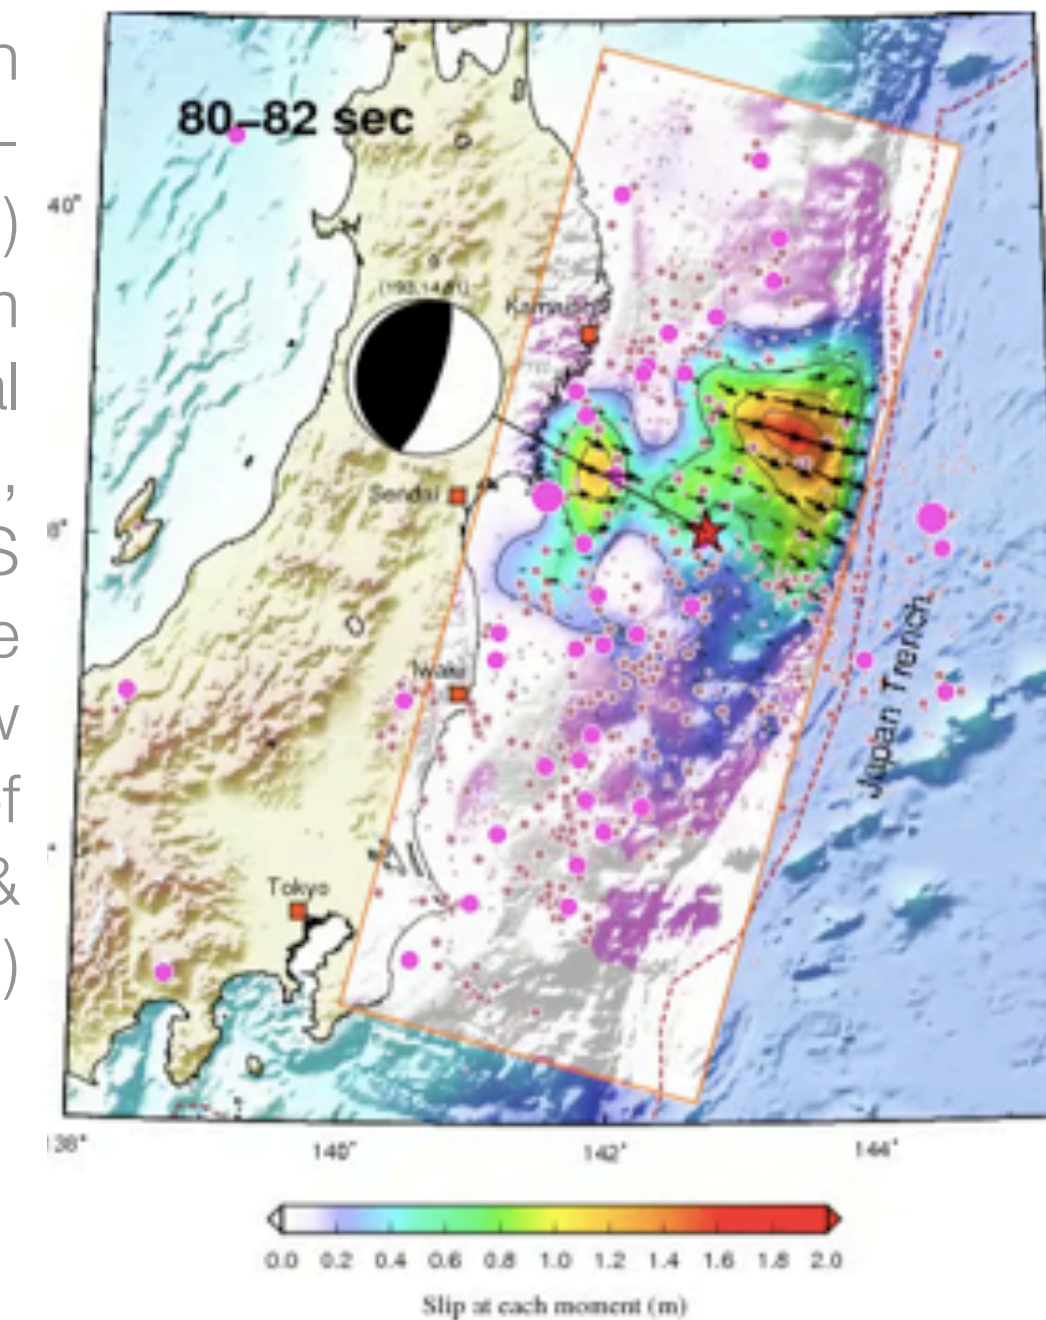 n
80–82 sec
–
40°
)
n
Kamaishi
al
,
Sendai
S
e
Iwaki
w
Japan Trench
of
&
Tokyo
)
138° 140° 142° 144°
0.0 0.2 0.4 0.6 0.8 1.0 1.2 1.4 1.6 1.8 2.0
Slip at each moment (m)